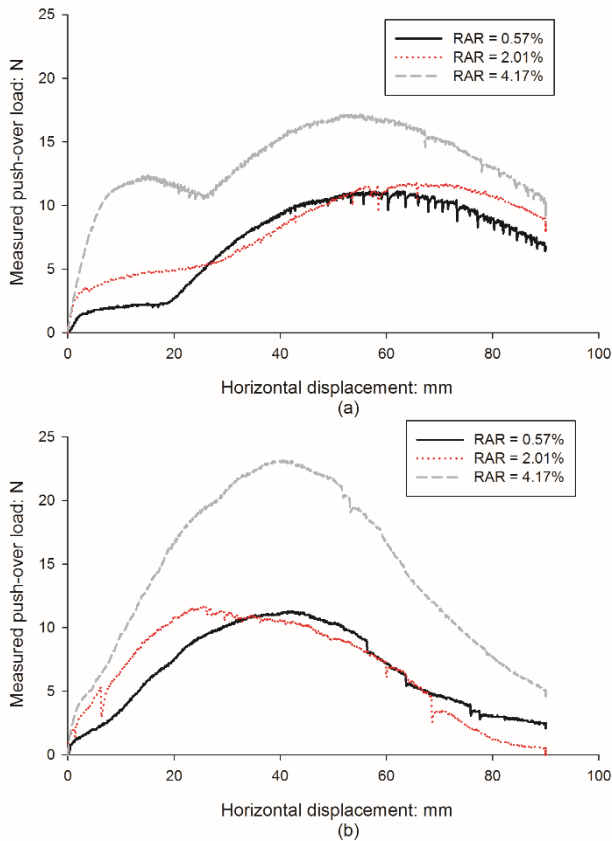 25
20
15
10
5
0
Measured push-over load: N
RAR = 0.57%
RAR = 2.01%
RAR = 4.17%
0 20 40 60 80 100
Horizontal displacement: mm
(a)
25
20
15
10
5
0
Measured push-over load: N
RAR = 0.57%
RAR = 2.01%
RAR = 4.17%
0 20 40 60 80 100
Horizontal displacement: mm
(b)